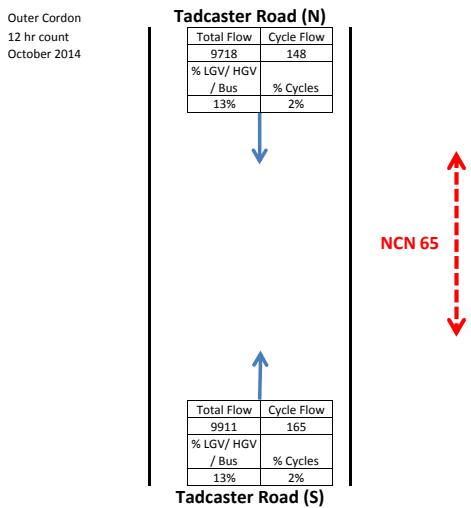 Outer Cordon
12 hr count
October 2014
Tadcaster Road (N)
Total Flow Cycle Flow
9718 148
% LGV/ HGV
/ Bus % Cycles
13% 2%
NCN 65
Total Flow Cycle Flow
9911 165
% LGV/ HGV
/ Bus % Cycles
13% 2%
Tadcaster Road (S)